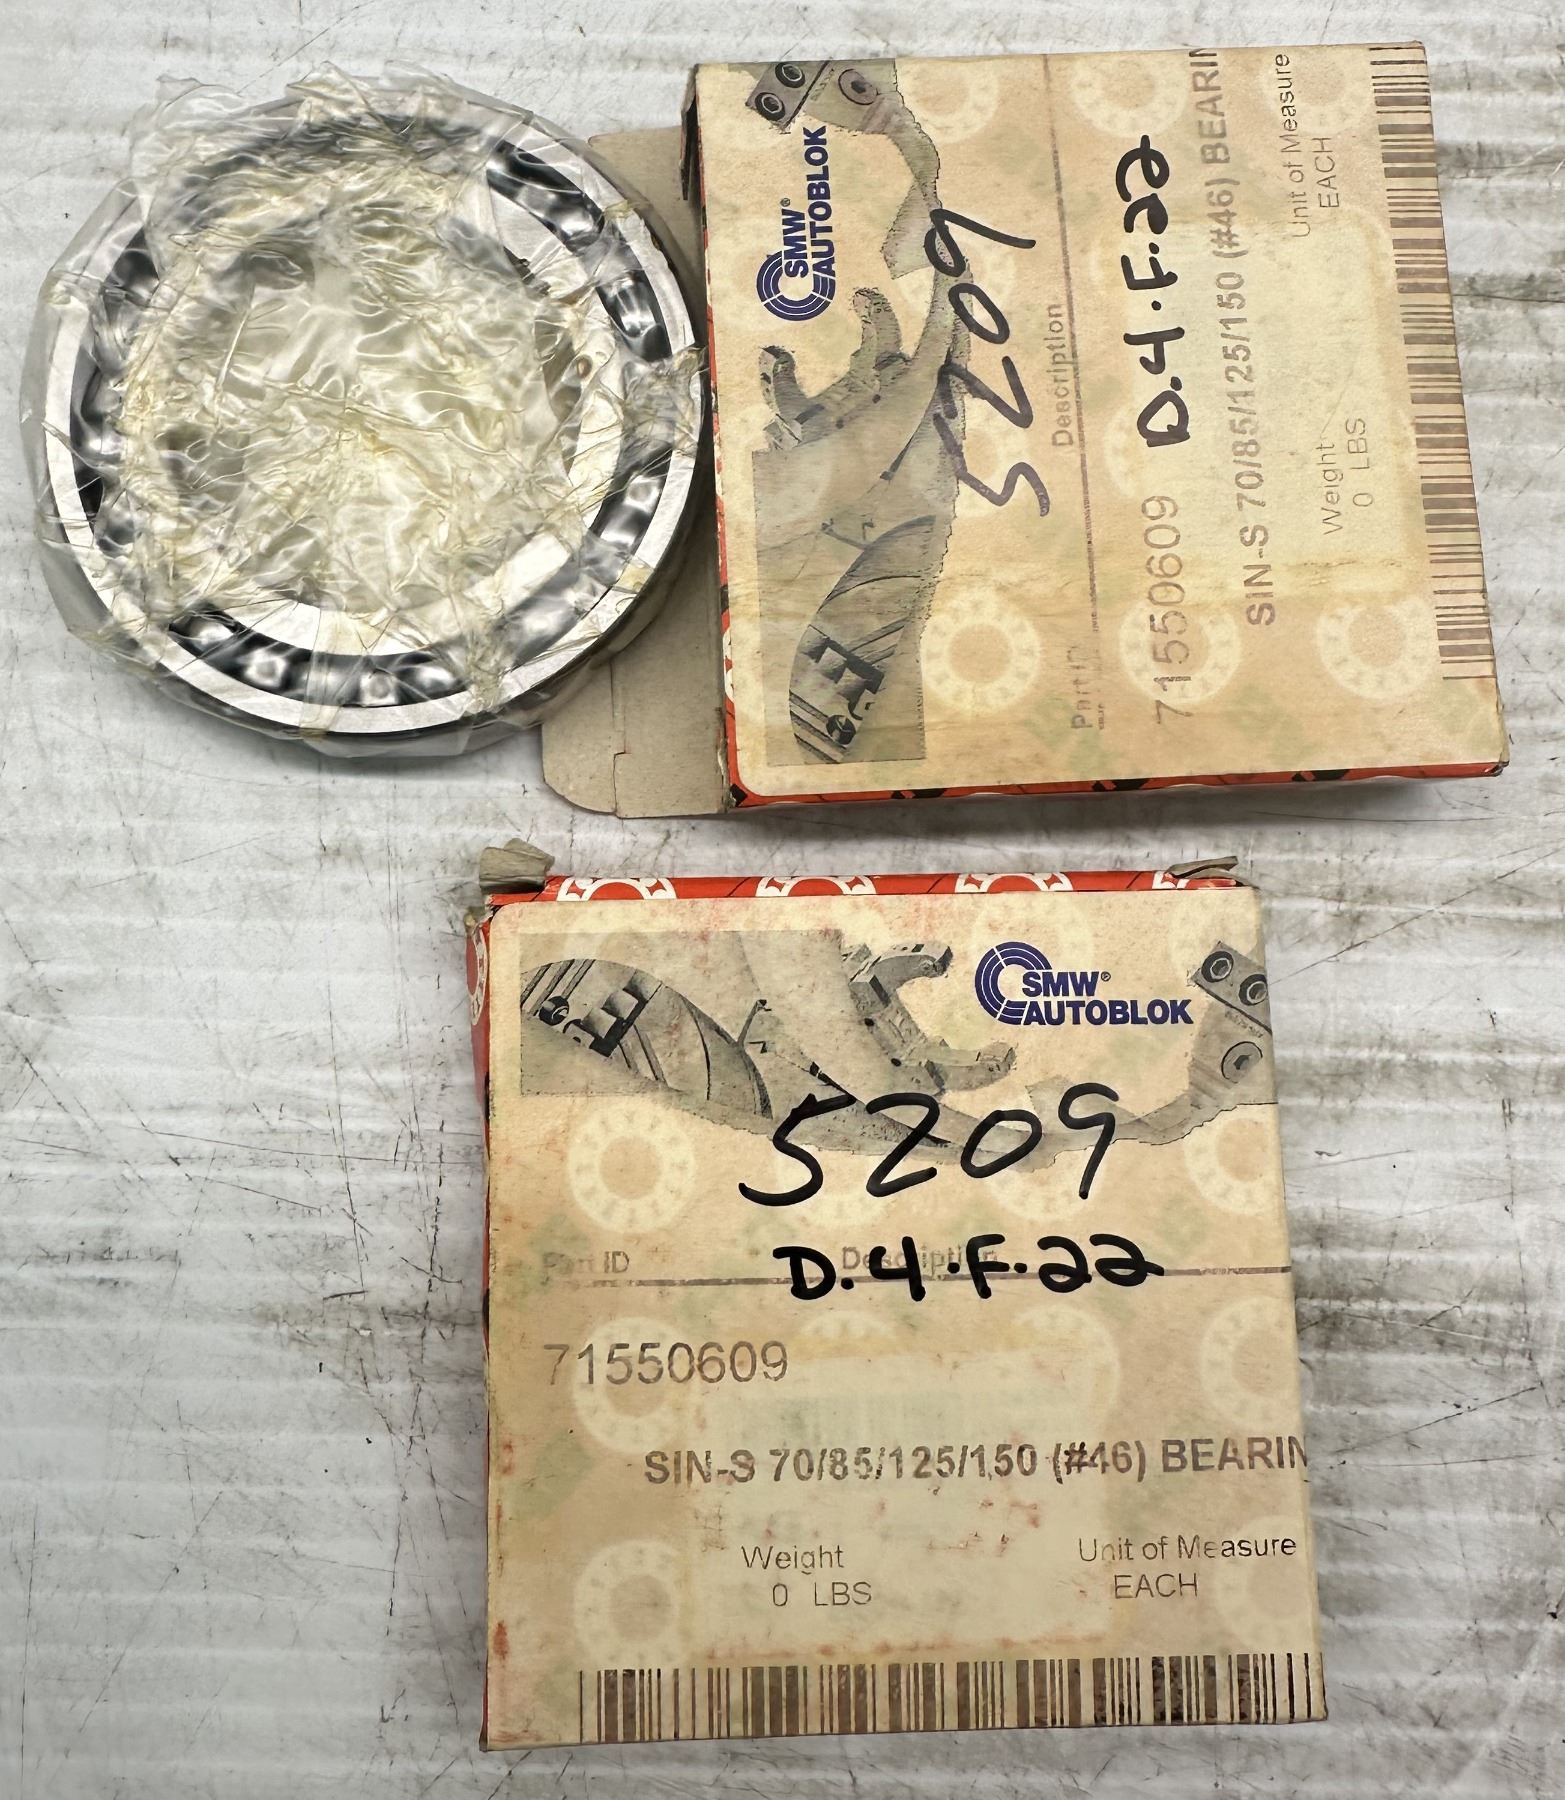 SMW®
AUTOBLOK
5209
Part ID
Description
71550609
D.4.F.22
SIN-S 70/85/125/150 (#46) BEARIN
Weight
0 LBS
Unit of Measure
EACH
SMW®
AUTOBLOK
5209
D.4.F.22
Part ID
Description
71550609
SIN-S 70/85/125/150 (#46) BEARIN
Weight
0 LBS
Unit of Measure
EACH